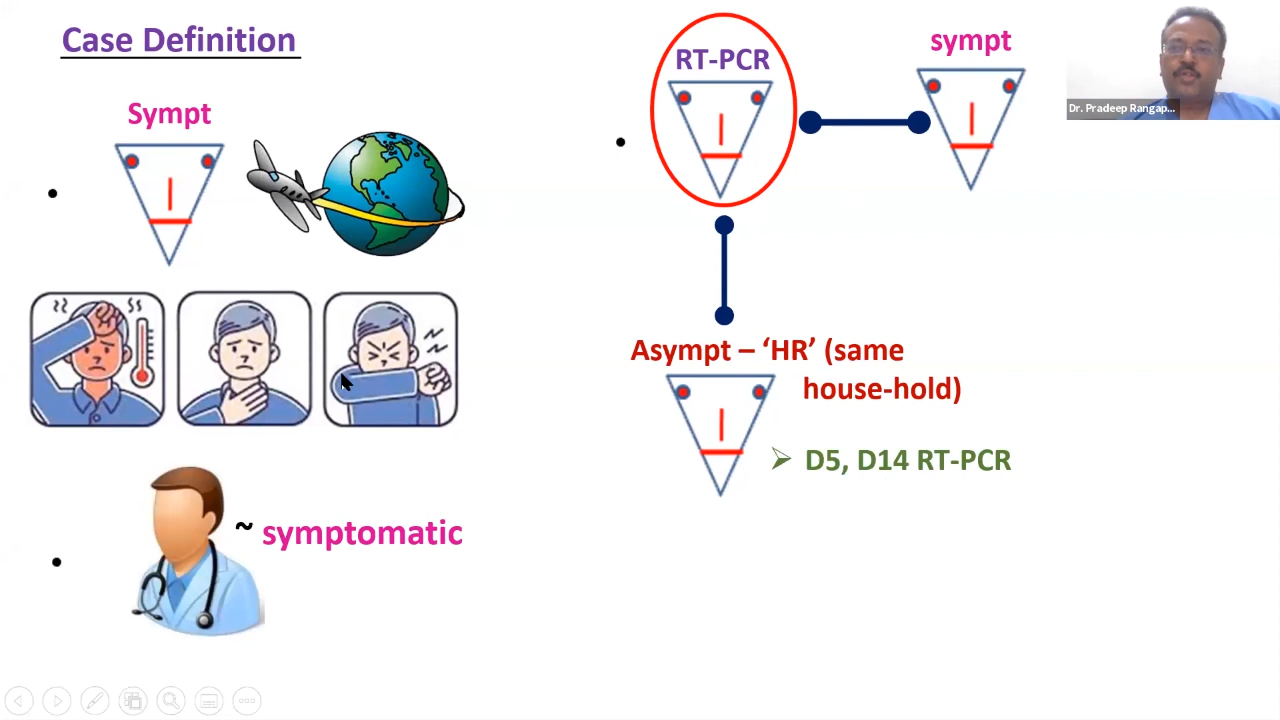 Case Definition
Sympt
~ symptomatic
RT-PCR
sympt
Asympt – ‘HR’ (same
house-hold)
➢ D5, D14 RT-PCR
Dr. Pradeep Rangap...